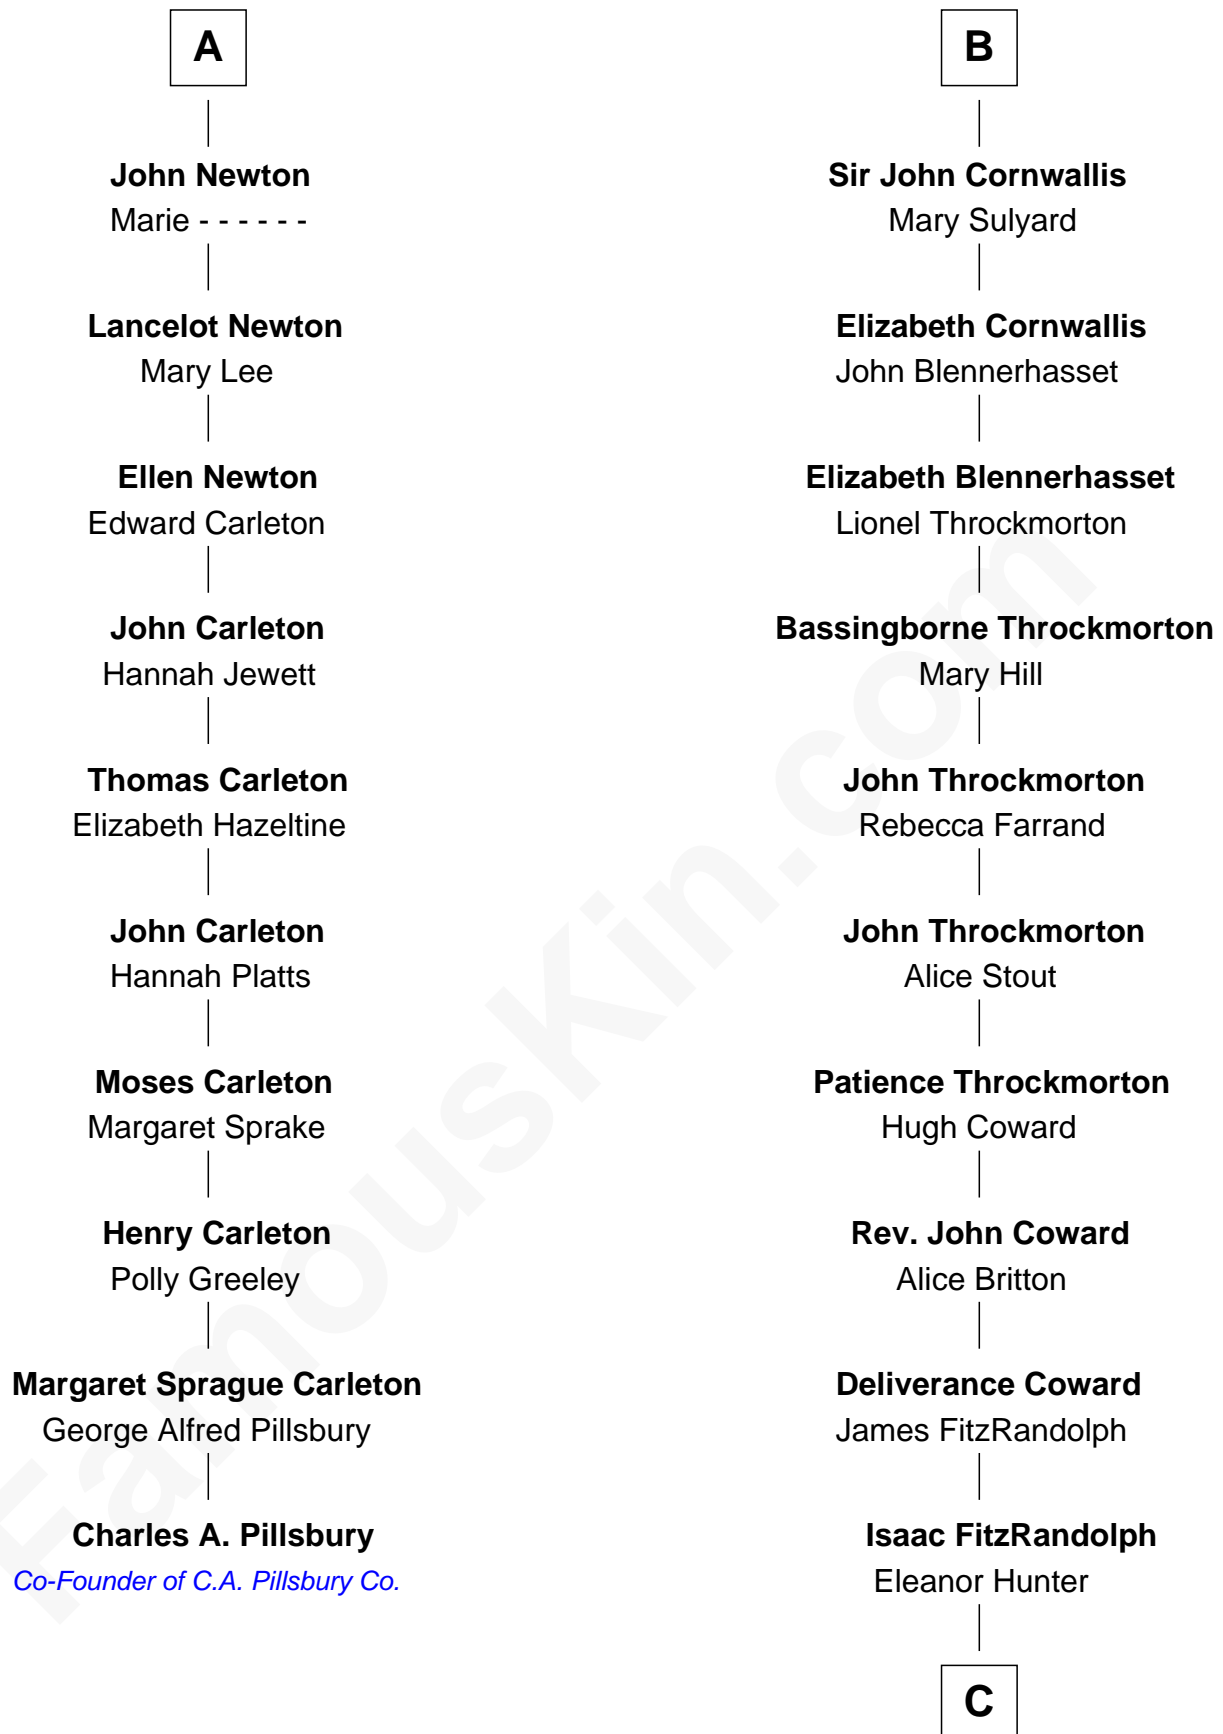 A
John Newton
Marie - - - - - -
Lancelot Newton
Mary Lee
Ellen Newton
Edward Carleton
John Carleton
Hannah Jewett
Thomas Carleton
Elizabeth Hazeltine
John Carleton
Hannah Platts
Moses Carleton
Margaret Sprake
Henry Carleton
Polly Greeley
Margaret Sprague Carleton
George Alfred Pillsbury
Charles A. Pillsbury
Co-Founder of C.A. Pillsbury Co.
B
Sir John Cornwallis
Mary Sulyard
Elizabeth Cornwallis
John Blennerhasset
Elizabeth Blennerhasset
Lionel Throckmorton
Bassingborne Throckmorton
Mary Hill
John Throckmorton
Rebecca Farrand
John Throckmorton
Alice Stout
Patience Throckmorton
Hugh Coward
Rev. John Coward
Alice Britton
Deliverance Coward
James FitzRandolph
Isaac FitzRandolph
Eleanor Hunter
C
FamousKin.com